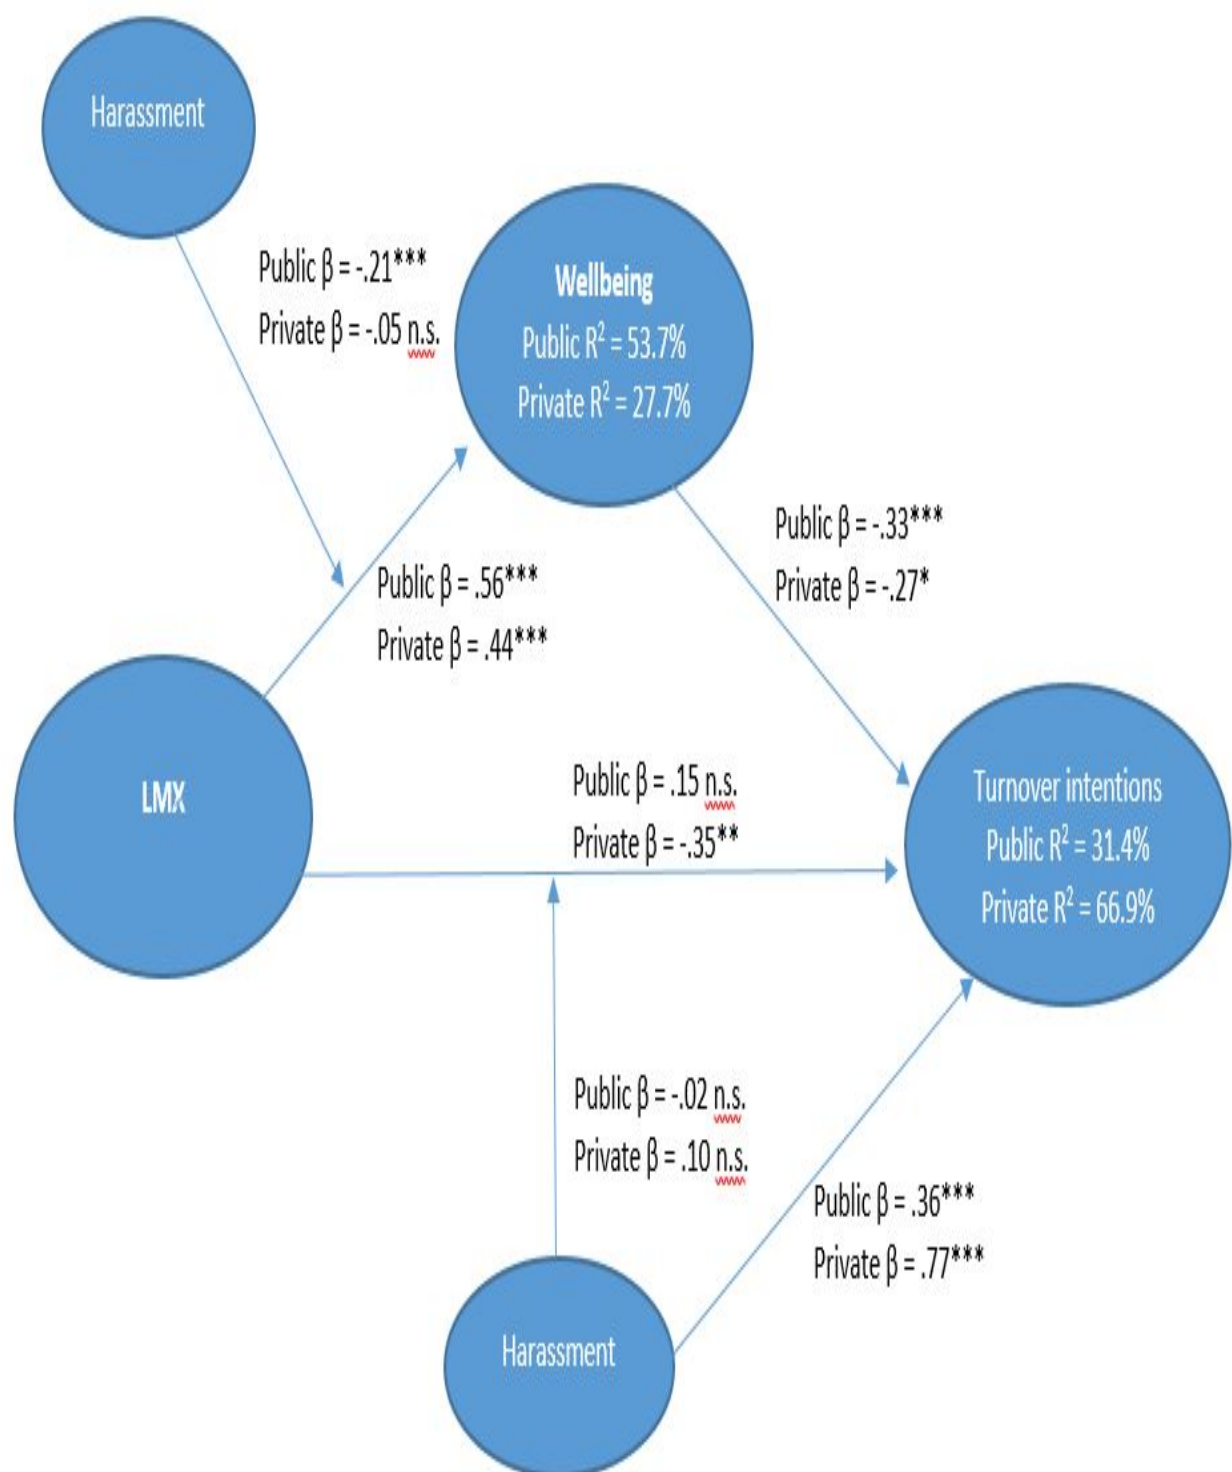 Harassment
Public β = -.21***
Private β = -.05 n.s.
Wellbeing
Public R² = 53.7%
Private R² = 27.7%
Public β = -.33***
Private β = -.27*
Public β = .56***
Private β = .44***
LMX
Public β = .15 n.s.
Private β = -.35**
Turnover intentions
Public R² = 31.4%
Private R² = 66.9%
Public β = -.02 n.s.
Private β = .10 n.s.
Public β = .36***
Private β = .77***
Harassment